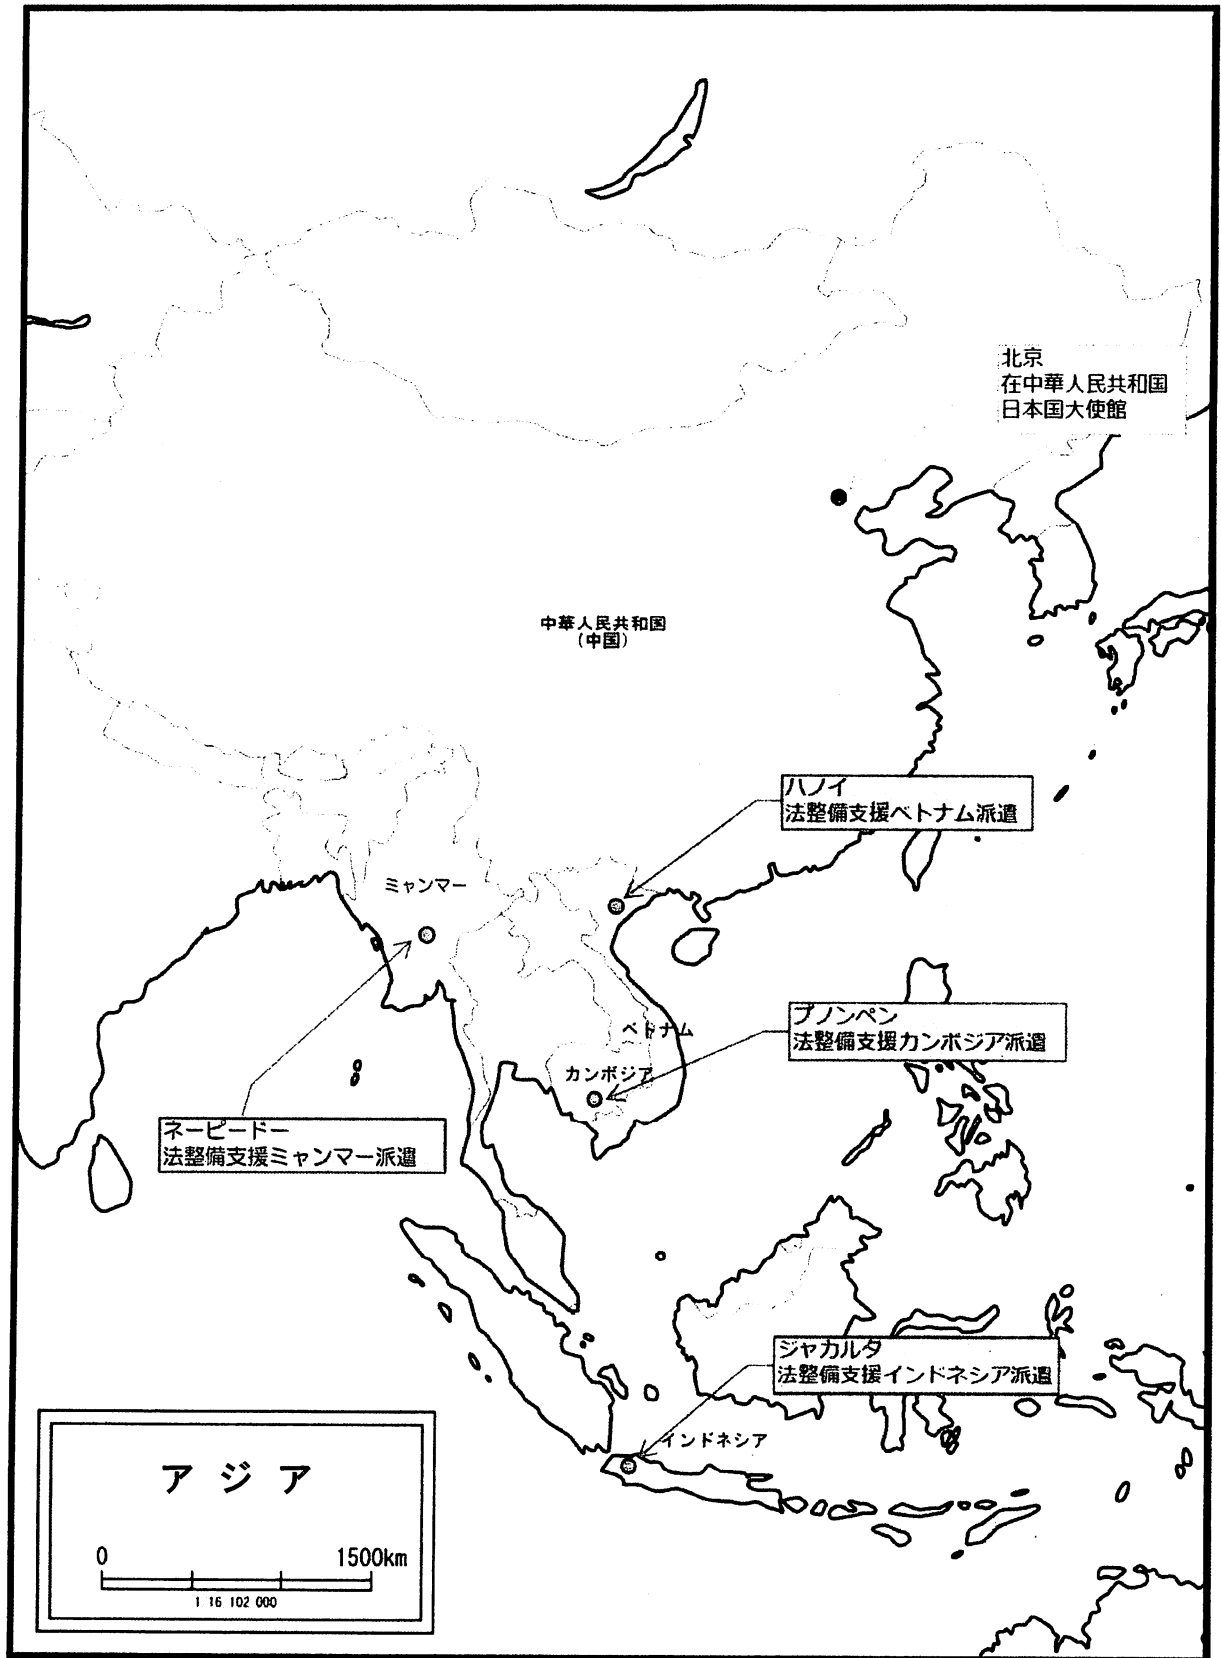 北京
在中華人民共和国
日本国大使館
中華人民共和国
(中国)
ハノイ
法整備支援ベトナム派遣
ミャンマー
プノンペン
法整備支援カンボジア派遣
ベトナム
カンボジア
ネーピードー
法整備支援ミャンマー派遣
ジャカルタ
法整備支援インドネシア派遣
インドネシア
アジア
0 1500km
1 16 102 000